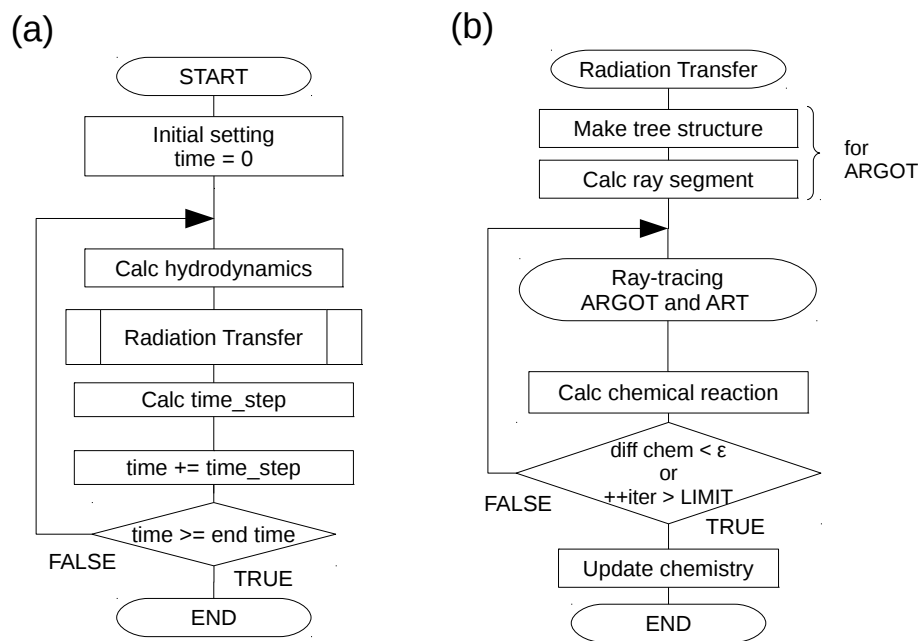 (a)
START
Initial setting
time = 0
Calc hydrodynamics
Radiation Transfer
Calc time_step
time += time_step
time >= end time
FALSE
TRUE
END
(b)
Radiation Transfer
Make tree structure
Calc ray segment
for
ARGOT
Ray-tracing
ARGOT and ART
Calc chemical reaction
diff chem < ε
or
++iter > LIMIT
FALSE
TRUE
Update chemistry
END